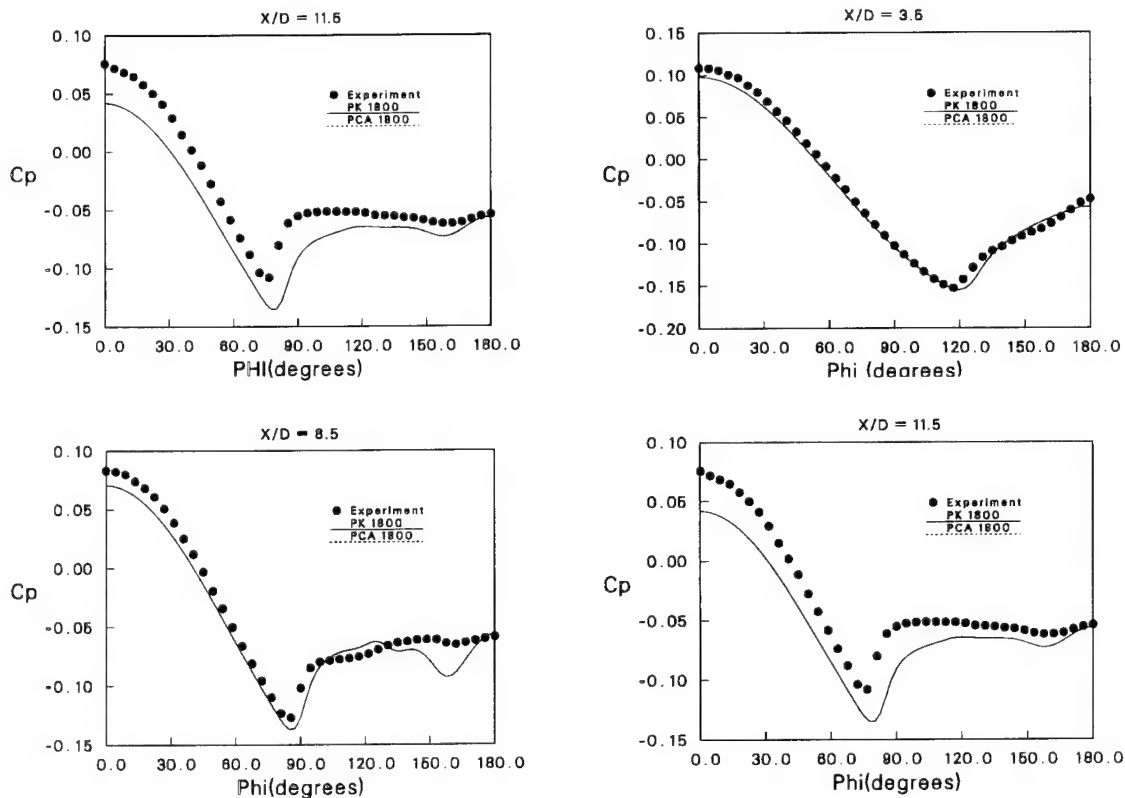 X/D = 11.5
0.10
0.05
0.00
-0.05
-0.10
-0.15
Cp
Experiment
PK 1800
PCA 1800
0.0 30.0 60.0 90.0 120.0 150.0 180.0
PHI(degrees)
X/D = 3.5
0.15
0.10
0.05
0.00
-0.05
-0.10
-0.15
-0.20
Cp
Experiment
PK 1800
PCA 1800
0.0 30.0 60.0 90.0 120.0 150.0 180.0
Phi (degrees)
X/D = 8.5
0.10
0.05
0.00
-0.05
-0.10
-0.15
Cp
Experiment
PK 1800
PCA 1800
0.0 30.0 60.0 90.0 120.0 150.0 180.0
Phi(degrees)
X/D = 11.5
0.10
0.05
0.00
-0.05
-0.10
-0.15
Cp
Experiment
PK 1800
PCA 1800
0.0 30.0 60.0 90.0 120.0 150.0 180.0
Phi(degrees)